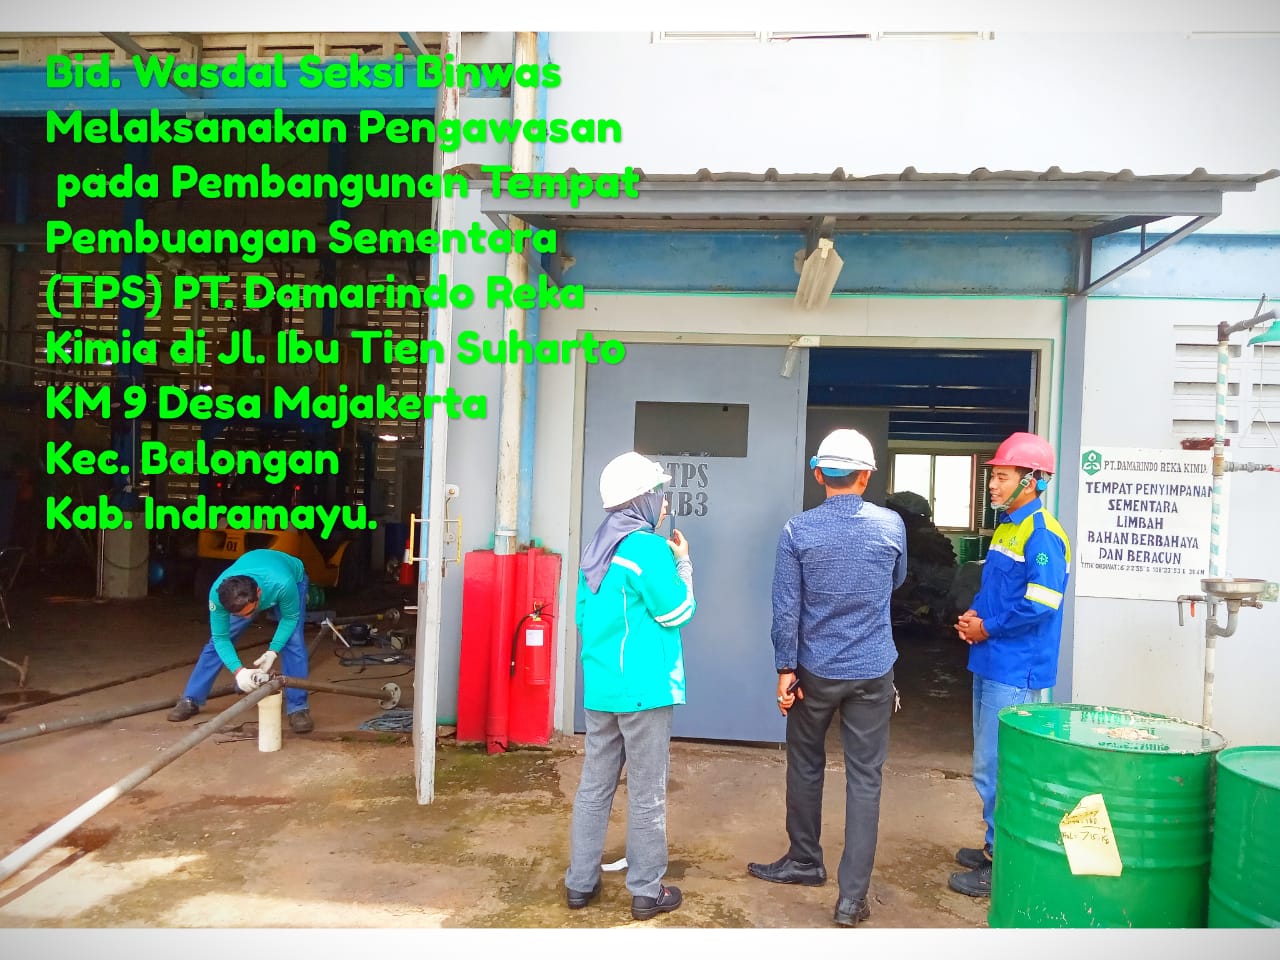 Bid. Wasdal Seksi Binwas
Melaksanakan Pengawasan
pada Pembangunan Tempat
Pembuangan Sementara
(TPS) PT. Damarindo Reka
Kimia di Jl. Ibu Tien Suharto
KM 9 Desa Majakerta
Kec. Balongan
Kab. Indramayu.
TPS
LB3
01
PT. DAMARINDO REKA KIMIA
TEMPAT PENYIMPANAN
SEMENTARA
LIMBAH
BAHAN BERBAHAYA
DAN BERACUN